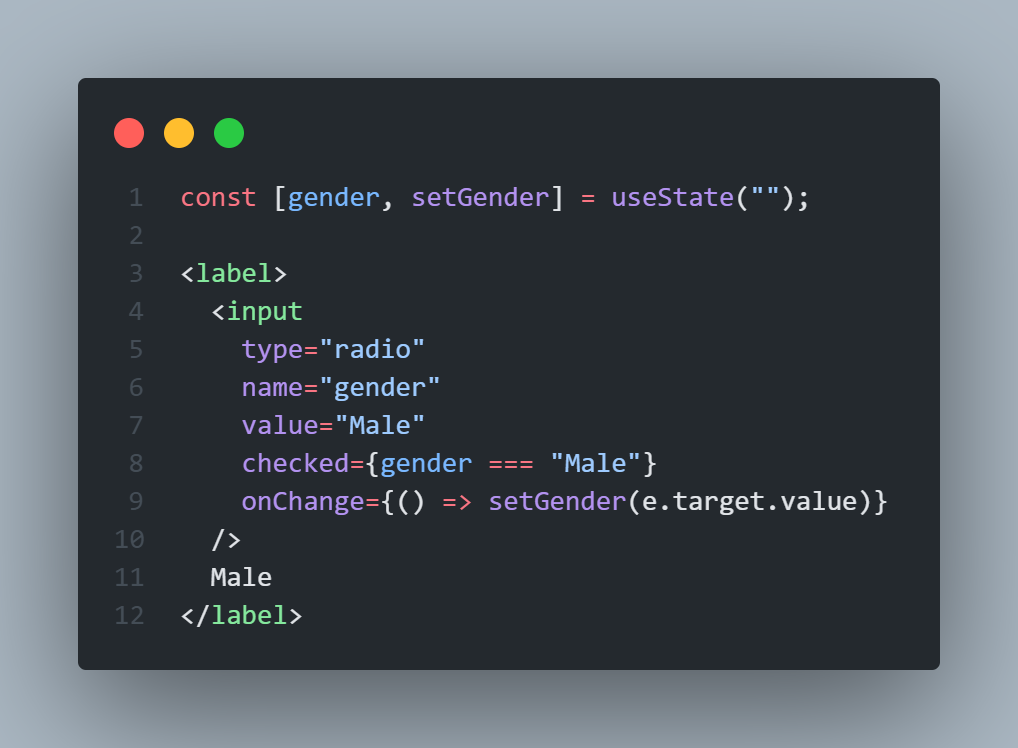 1 const [gender, setGender] = useState("");
2
3 <label>
4   <input
5     type="radio"
6     name="gender"
7     value="Male"
8     checked={gender === "Male"}
9     onChange={() => setGender(e.target.value)}
10   />
11   Male
12 </label>